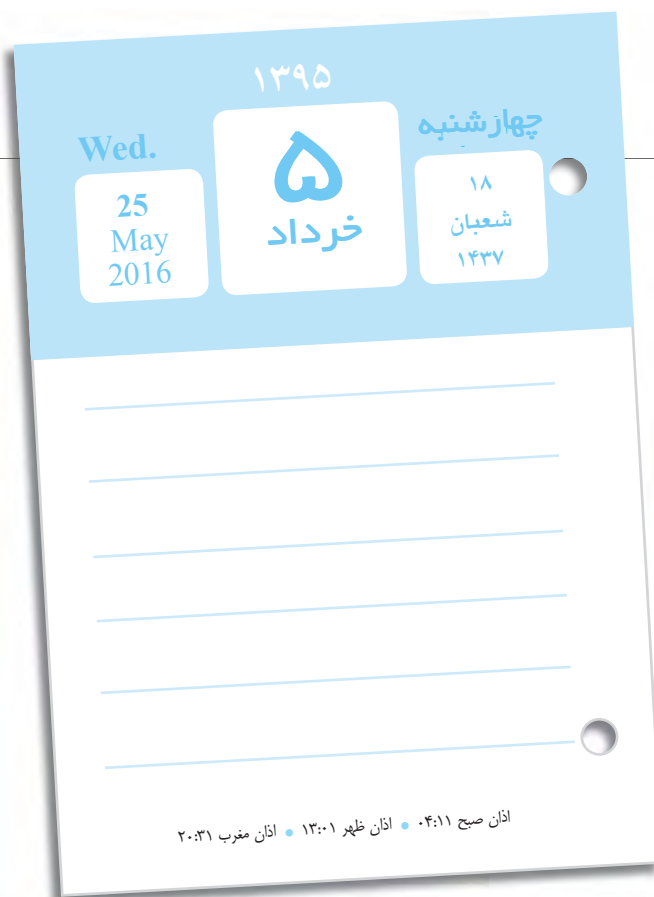 ۱۳۹۵
چهارشنبه
۱۸
شعبان
۱۴۳۷
۵
خرداد
Wed.
25
May
2016
اذان صبح ۰۴:۱۱ • اذان ظهر ۱۳:۰۱ • اذان مغرب ۲۰:۳۱